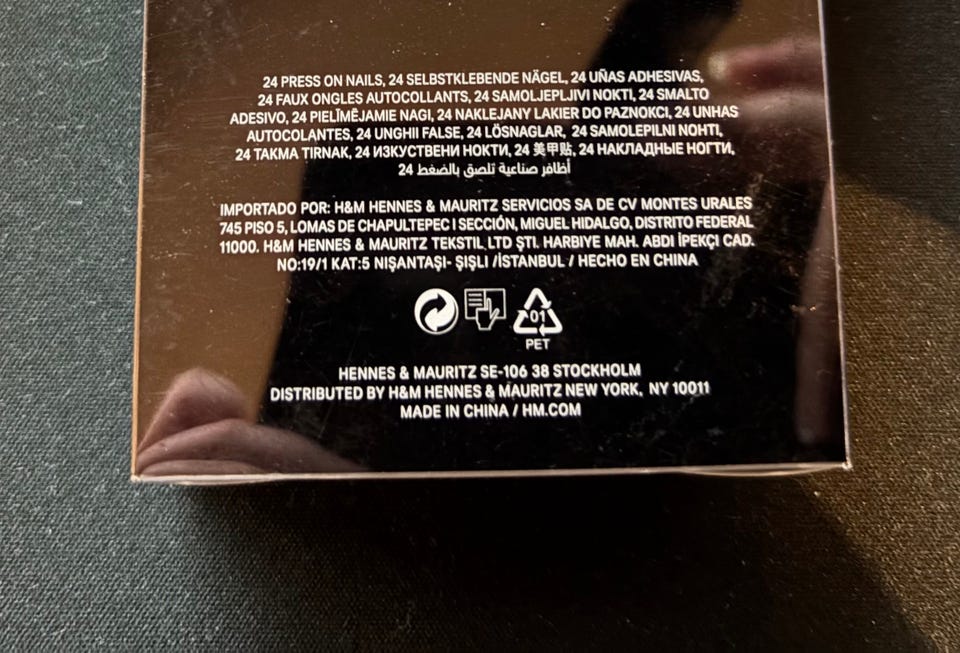 24 PRESS ON NAILS, 24 SELBSTKLEBENDE NÄGEL, 24 UÑAS ADHESIVAS,
24 FAUX ONGLES AUTOCOLLANTS, 24 SAMOLJEPLJIVI NOKTI, 24 SMALTO
ADESIVO, 24 PIELĪMĒJAMIE NAGI, 24 NAKLEJANY LAKIER DO PAZNOKCI, 24 UNHAS
AUTOCOLANTES, 24 UNGHII FALSE, 24 LÖSNAGLAR, 24 SAMOLEPILNI NOHTI,
24 TAKMA TIRNAK, 24 ИЗКУСТВЕНИ НОКТИ, 24 美甲貼, 24 НАКЛАДНЫЕ НОГТИ,
24 أظافر صناعية تلصق بالضغط
IMPORTADO POR: H&M HENNES & MAURITZ SERVICIOS SA DE CV MONTES URALES
745 PISO 5, LOMAS DE CHAPULTEPEC I SECCIÓN, MIGUEL HIDALGO, DISTRITO FEDERAL
11000. H&M HENNES & MAURITZ TEKSTIL LTD ŞTI. HARBIYE MAH. ABDI İPEKÇI CAD.
NO:19/1 KAT:5 NIŞANTAŞI- ŞIŞLI /İSTANBUL / HECHO EN CHINA
01
PET
HENNES & MAURITZ SE-106 38 STOCKHOLM
DISTRIBUTED BY H&M HENNES & MAURITZ NEW YORK, NY 10011
MADE IN CHINA / HM.COM